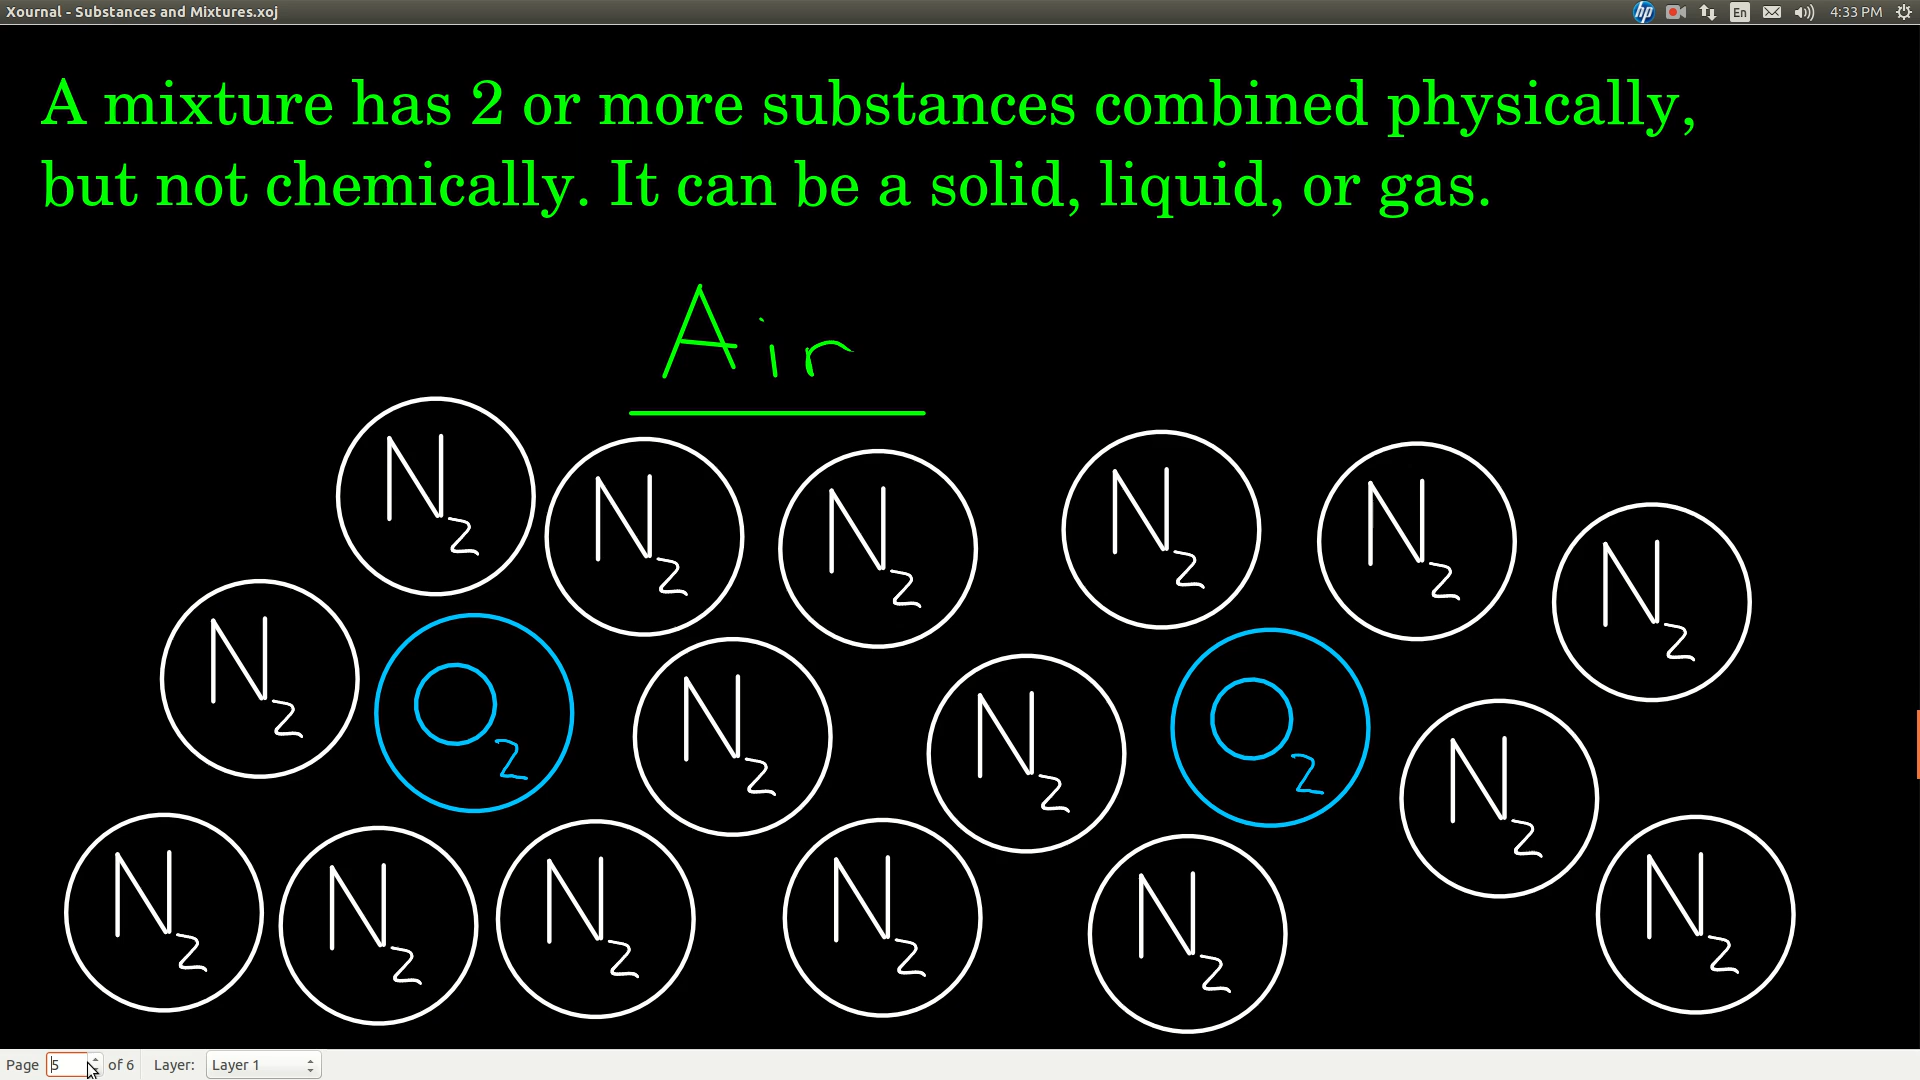 Xournal - Substances and Mixtures.xoj
hp En 4:33 PM
A mixture has 2 or more substances combined physically,
but not chemically. It can be a solid, liquid, or gas.
Air
N2 N2 N2 N2 N2 N2
N2 O2 N2 N2 O2 N2
N2 N2 N2 N2 N2 N2
Page 5 of 6 Layer: Layer 1